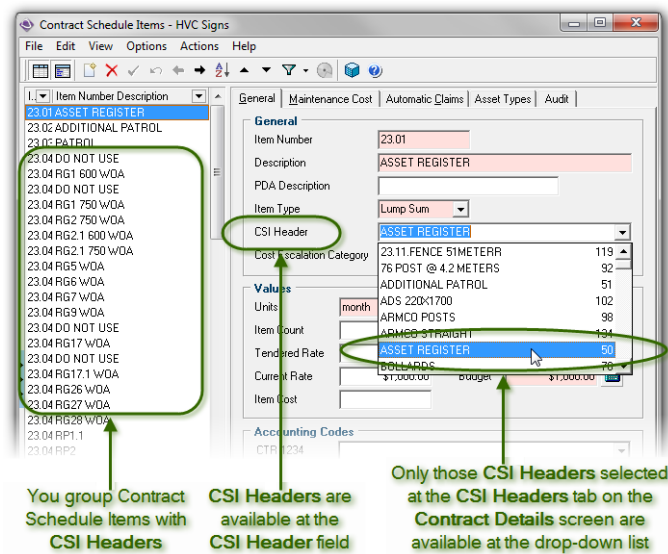 Contract Schedule Items - HVC Signs
File Edit View Options Actions Help
I... Item Number Description
23.01 ASSET REGISTER
23.02 ADDITIONAL PATROL
23.03 PATROL
23.04 DO NOT USE
23.04 RG1 600 WOA
23.04 DO NOT USE
23.04 RG1 750 WOA
23.04 RG2 750 WOA
23.04 RG2.1 600 WOA
23.04 RG2.1 750 WOA
23.04 RG5 WOA
23.04 RG6 WOA
23.04 RG7 WOA
23.04 RG9 WOA
23.04 DO NOT USE
23.04 RG17 WOA
23.04 DO NOT USE
23.04 RG17.1 WOA
23.04 RG26 WOA
23.04 RG27 WOA
23.04 RG28 WOA
23.04 RP1.1
23.04 RP2
General Maintenance Cost Automatic Claims Asset Types Audit
General
Item Number 23.01
Description ASSET REGISTER
PDA Description
Item Type Lump Sum
CSI Header ASSET REGISTER
Cost Escalation Category
23.11.FENCE 51METERR 119
76 POST @ 4.2 METERS 92
ADDITIONAL PATROL 51
ADS 220X1700 102
ARMCO POSTS 98
ARMCO STRAIGHT 134
ASSET REGISTER 50
BOLLARDS 78
Values
Units month
Item Count
Tendered Rate
Current Rate $1,000.00 Budget $1,000.00
Item Cost
Accounting Codes
CTR 1234
You group Contract
Schedule Items with
CSI Headers
CSI Headers are
available at the
CSI Header field
Only those CSI Headers selected
at the CSI Headers tab on the
Contract Details screen are
available at the drop-down list